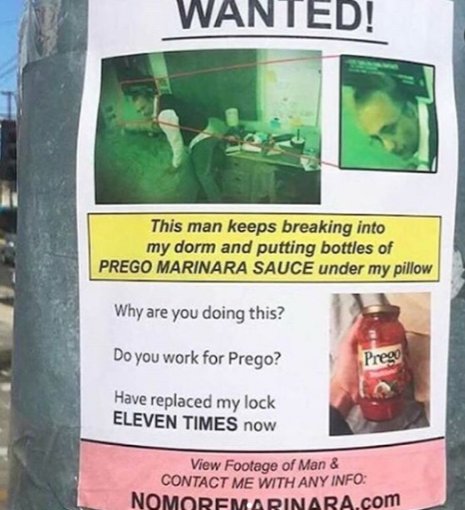 WANTED!
This man keeps breaking into
my dorm and putting bottles of
PREGO MARINARA SAUCE under my pillow
Why are you doing this?
Do you work for Prego?
Have replaced my lock
ELEVEN TIMES now
Prego
View Footage of Man &
CONTACT ME WITH ANY INFO:
NOMOREMARINARA.com